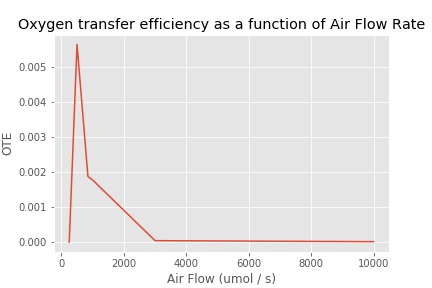 Oxygen transfer efficiency as a function of Air Flow Rate
OTE
0.005
0.004
0.003
0.002
0.001
0.000
0 2000 4000 6000 8000 10000
Air Flow (umol / s)